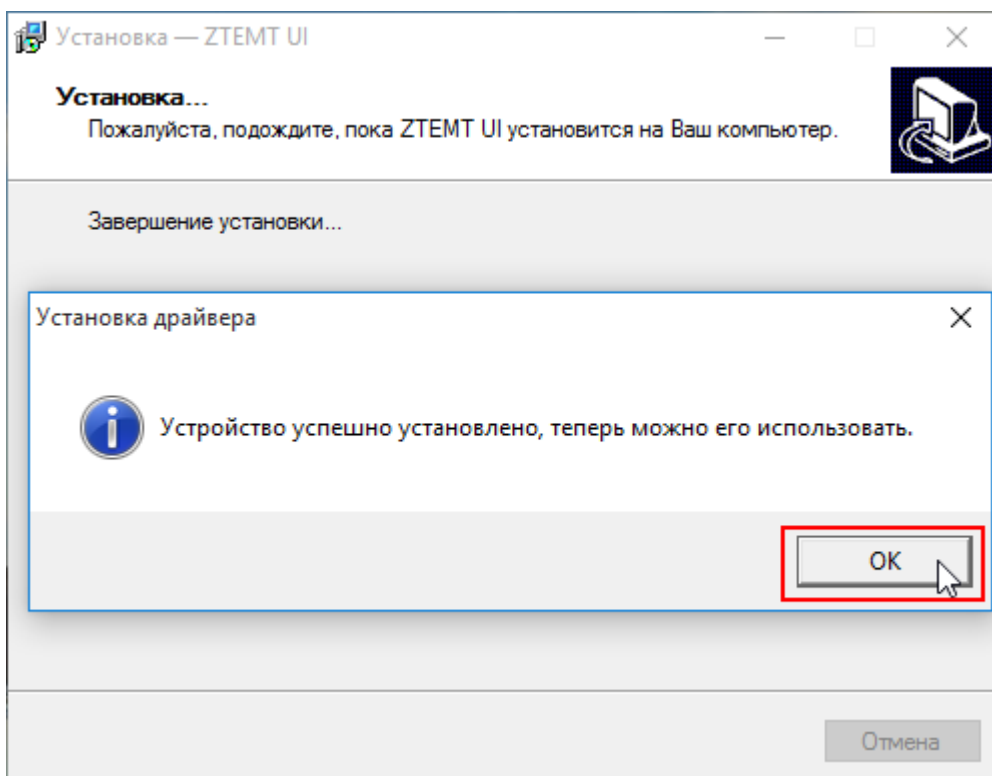 Установка — ZTEMT UI
Установка...
Пожалуйста, подождите, пока ZTEMT UI установится на Ваш компьютер.
Завершение установки...
Установка драйвера
Устройство успешно установлено, теперь можно его использовать.
OK
Отмена